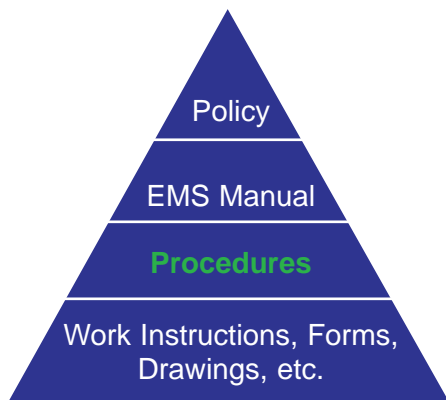 Policy
EMS Manual
Procedures
Work Instructions, Forms,
Drawings, etc.